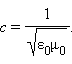 c = 1/√(ε₀μ₀).